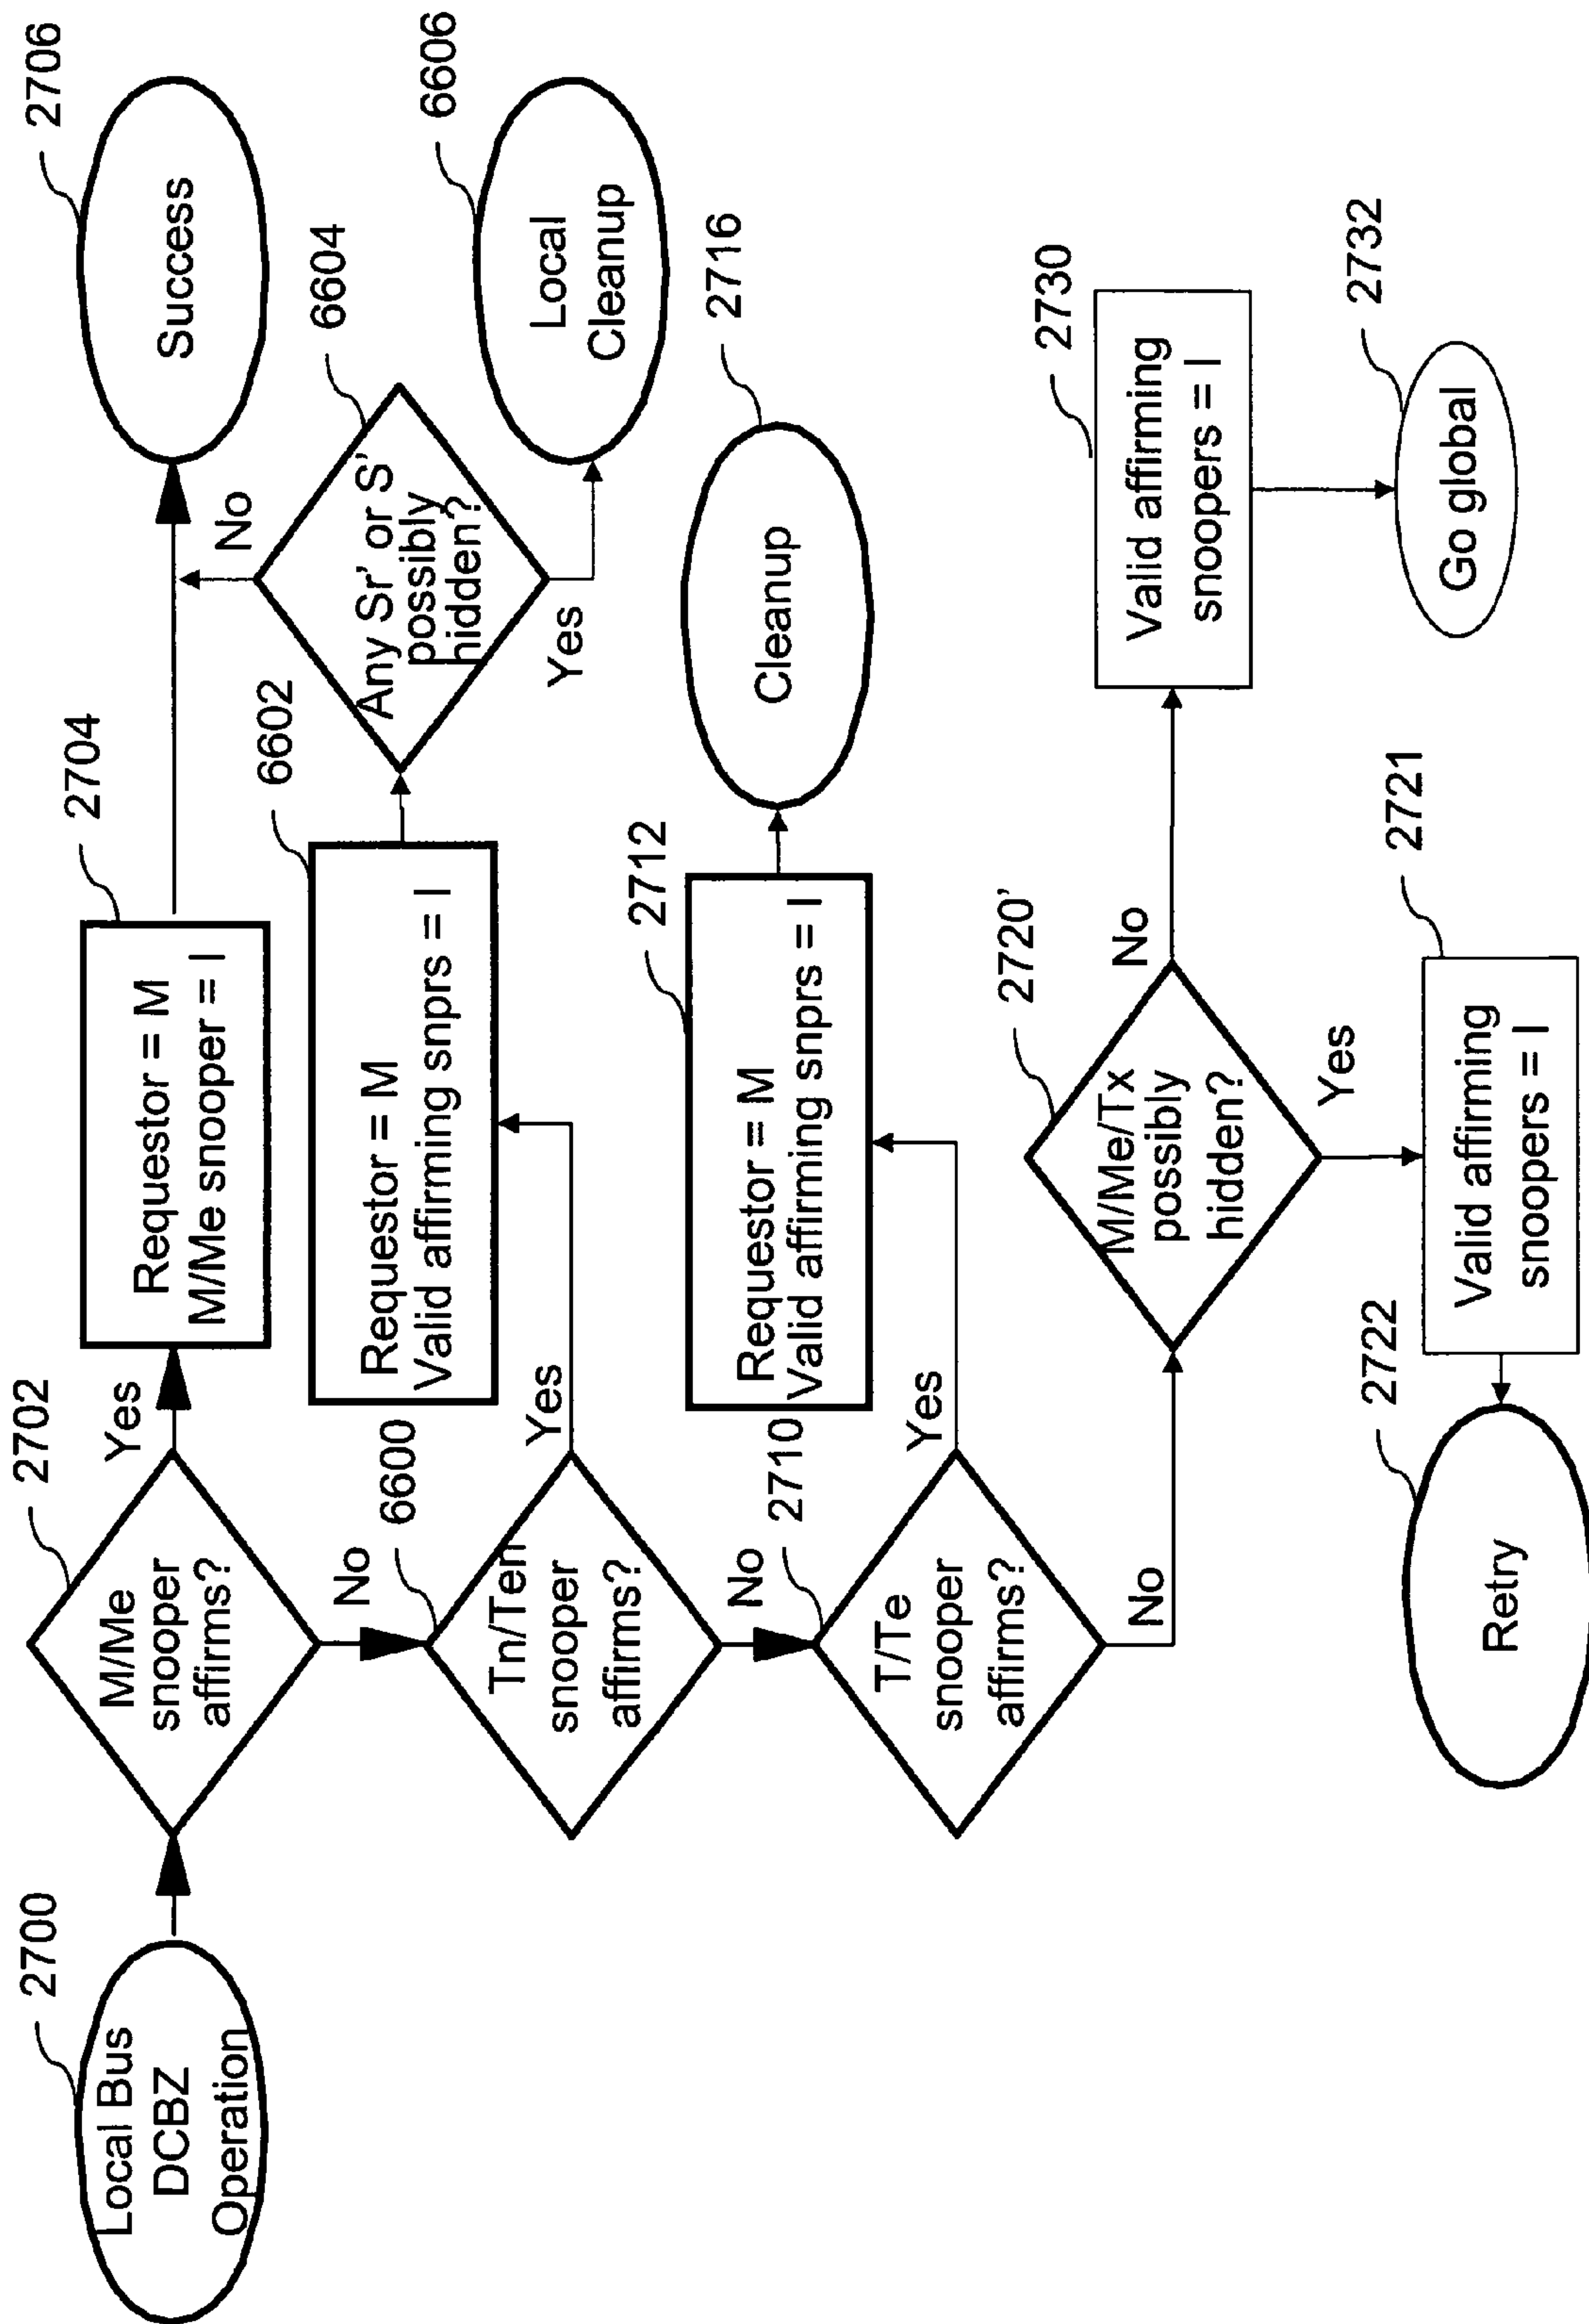 2700
Local Bus
DCBZ
Operation
2702
M/Me
snooper
affirms?
Yes
No
2704
Requestor = M
M/Me snooper = I
2706
Success
6600
Tn/Ten
snooper
affirms?
Yes
No
6602
Requestor = M
Valid affirming snprs = I
6604
Any Sr' or S'
possibly
hidden?
No
Yes
6606
Local
Cleanup
2710
T/Te
snooper
affirms?
Yes
No
2712
Requestor = M
Valid affirming snprs = I
2716
Cleanup
2720'
M/Me/Tx
possibly
hidden?
No
Yes
2730
Valid affirming
snoopers = I
2732
Go global
2721
Valid affirming
snoopers = I
2722
Retry